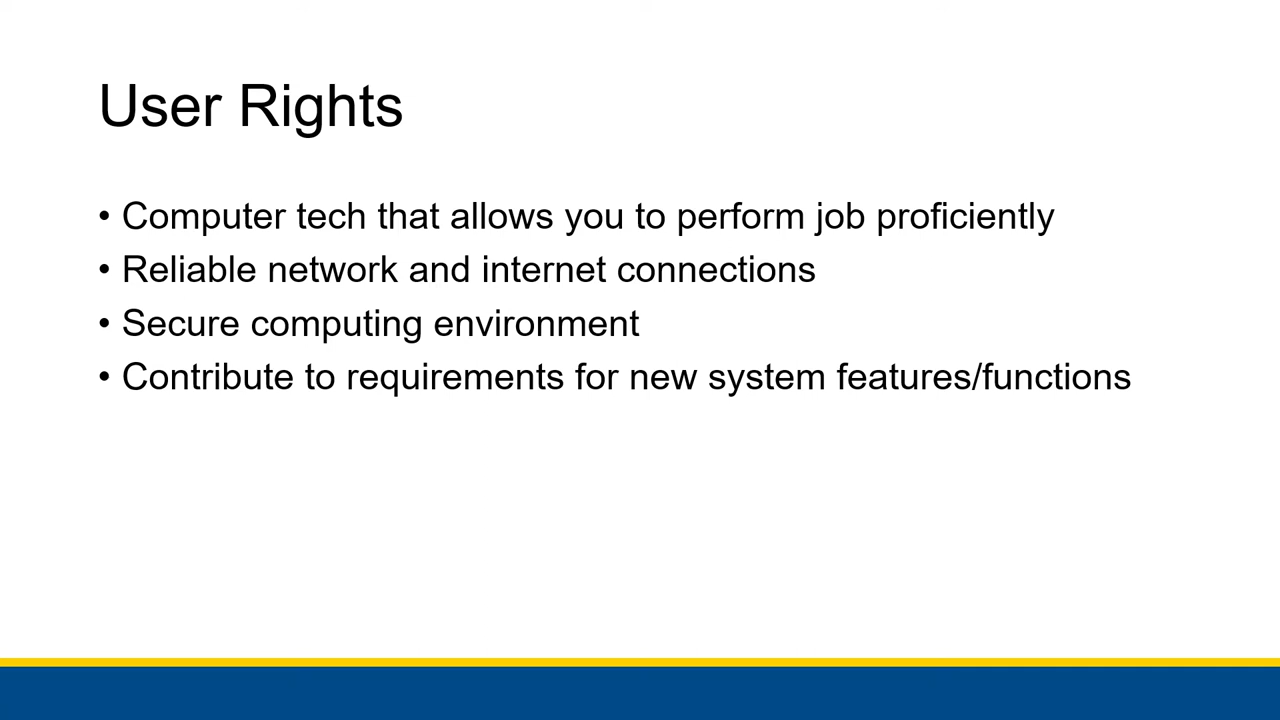 User Rights
• Computer tech that allows you to perform job proficiently
• Reliable network and internet connections
• Secure computing environment
• Contribute to requirements for new system features/functions